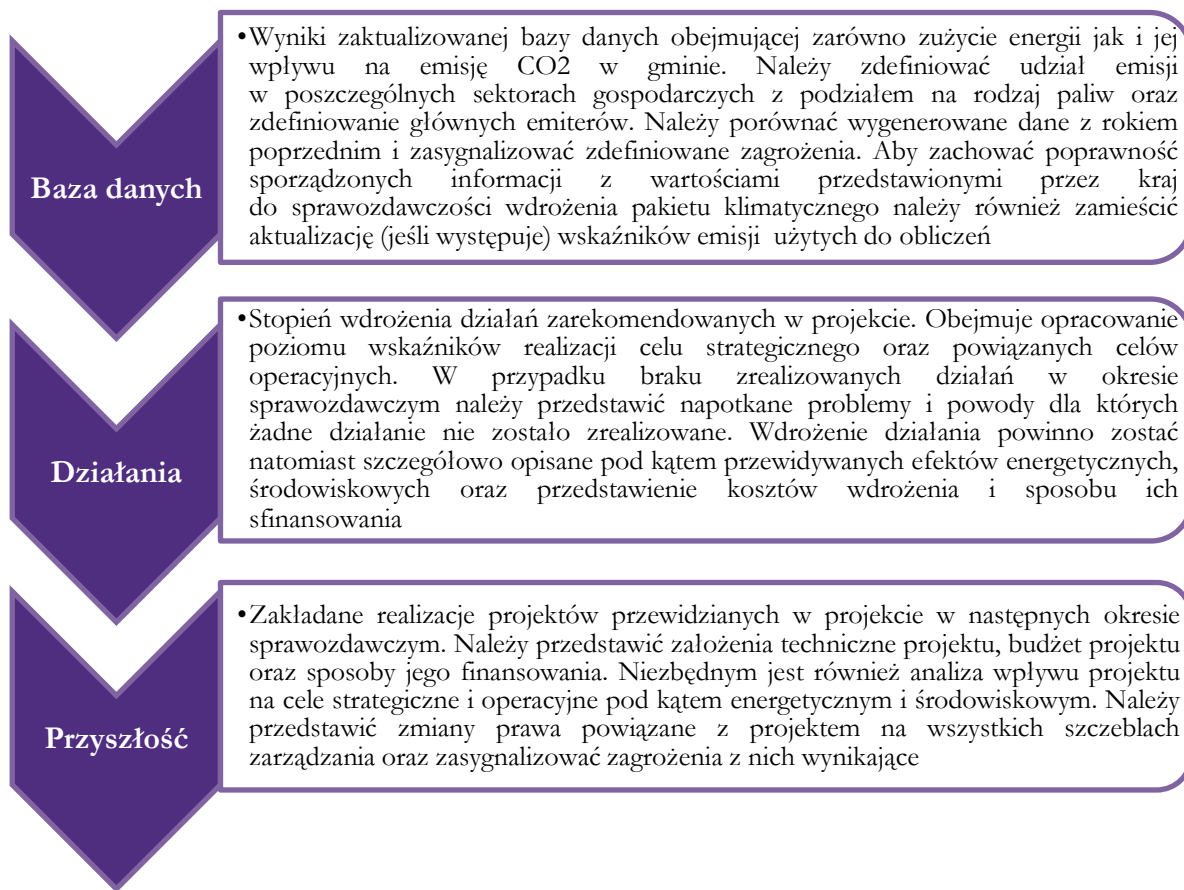 Baza danych
•Wyniki zaktualizowanej bazy danych obejmującej zarówno zużycie energii jak i jej
wpływu na emisję CO2 w gminie. Należy zdefiniować udział emisji
w poszczególnych sektorach gospodarczych z podziałem na rodzaj paliw oraz
zdefiniowanie głównych emiterów. Należy porównać wygenerowane dane z rokiem
poprzednim i zasygnalizować zdefiniowane zagrożenia. Aby zachować poprawność
sporządzonych informacji z wartościami przedstawionymi przez kraj
do sprawozdawczości wdrożenia pakietu klimatycznego należy również zamieścić
aktualizację (jeśli występuje) wskaźników emisji użytych do obliczeń
Działania
•Stopień wdrożenia działań zarekomendowanych w projekcie. Obejmuje opracowanie
poziomu wskaźników realizacji celu strategicznego oraz powiązanych celów
operacyjnych. W przypadku braku zrealizowanych działań w okresie
sprawozdawczym należy przedstawić napotkane problemy i powody dla których
żadne działanie nie zostało zrealizowane. Wdrożenie działania powinno zostać
natomiast szczegółowo opisane pod kątem przewidywanych efektów energetycznych,
środowiskowych oraz przedstawienie kosztów wdrożenia i sposobu ich
sfinansowania
Przyszłość
•Zakładane realizacje projektów przewidzianych w projekcie w następnych okresie
sprawozdawczym. Należy przedstawić założenia techniczne projektu, budżet projektu
oraz sposoby jego finansowania. Niezbędnym jest również analiza wpływu projektu
na cele strategiczne i operacyjne pod kątem energetycznym i środowiskowym. Należy
przedstawić zmiany prawa powiązane z projektem na wszystkich szczeblach
zarządzania oraz zasygnalizować zagrożenia z nich wynikające